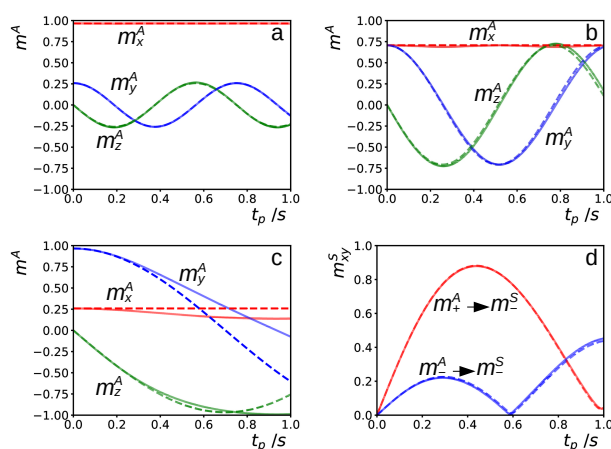 1.00
0.75
0.50
0.25
0.00
−0.25
−0.50
−0.75
−1.00
m^A
a
m_x^A
m_y^A
m_z^A
0.0 0.2 0.4 0.6 0.8 1.0
t_p /s
1.00
0.75
0.50
0.25
0.00
−0.25
−0.50
−0.75
−1.00
m^A
b
m_x^A
m_z^A
m_y^A
0.0 0.2 0.4 0.6 0.8 1.0
t_p /s
1.00
0.75
0.50
0.25
0.00
−0.25
−0.50
−0.75
−1.00
m^A
c
m_y^A
m_x^A
m_z^A
0.0 0.2 0.4 0.6 0.8 1.0
t_p /s
1.0
0.8
0.6
0.4
0.2
0.0
m_{xy}^S
d
m_+^A → m_−^S
m_−^A → m_−^S
0.0 0.2 0.4 0.6 0.8 1.0
t_p /s